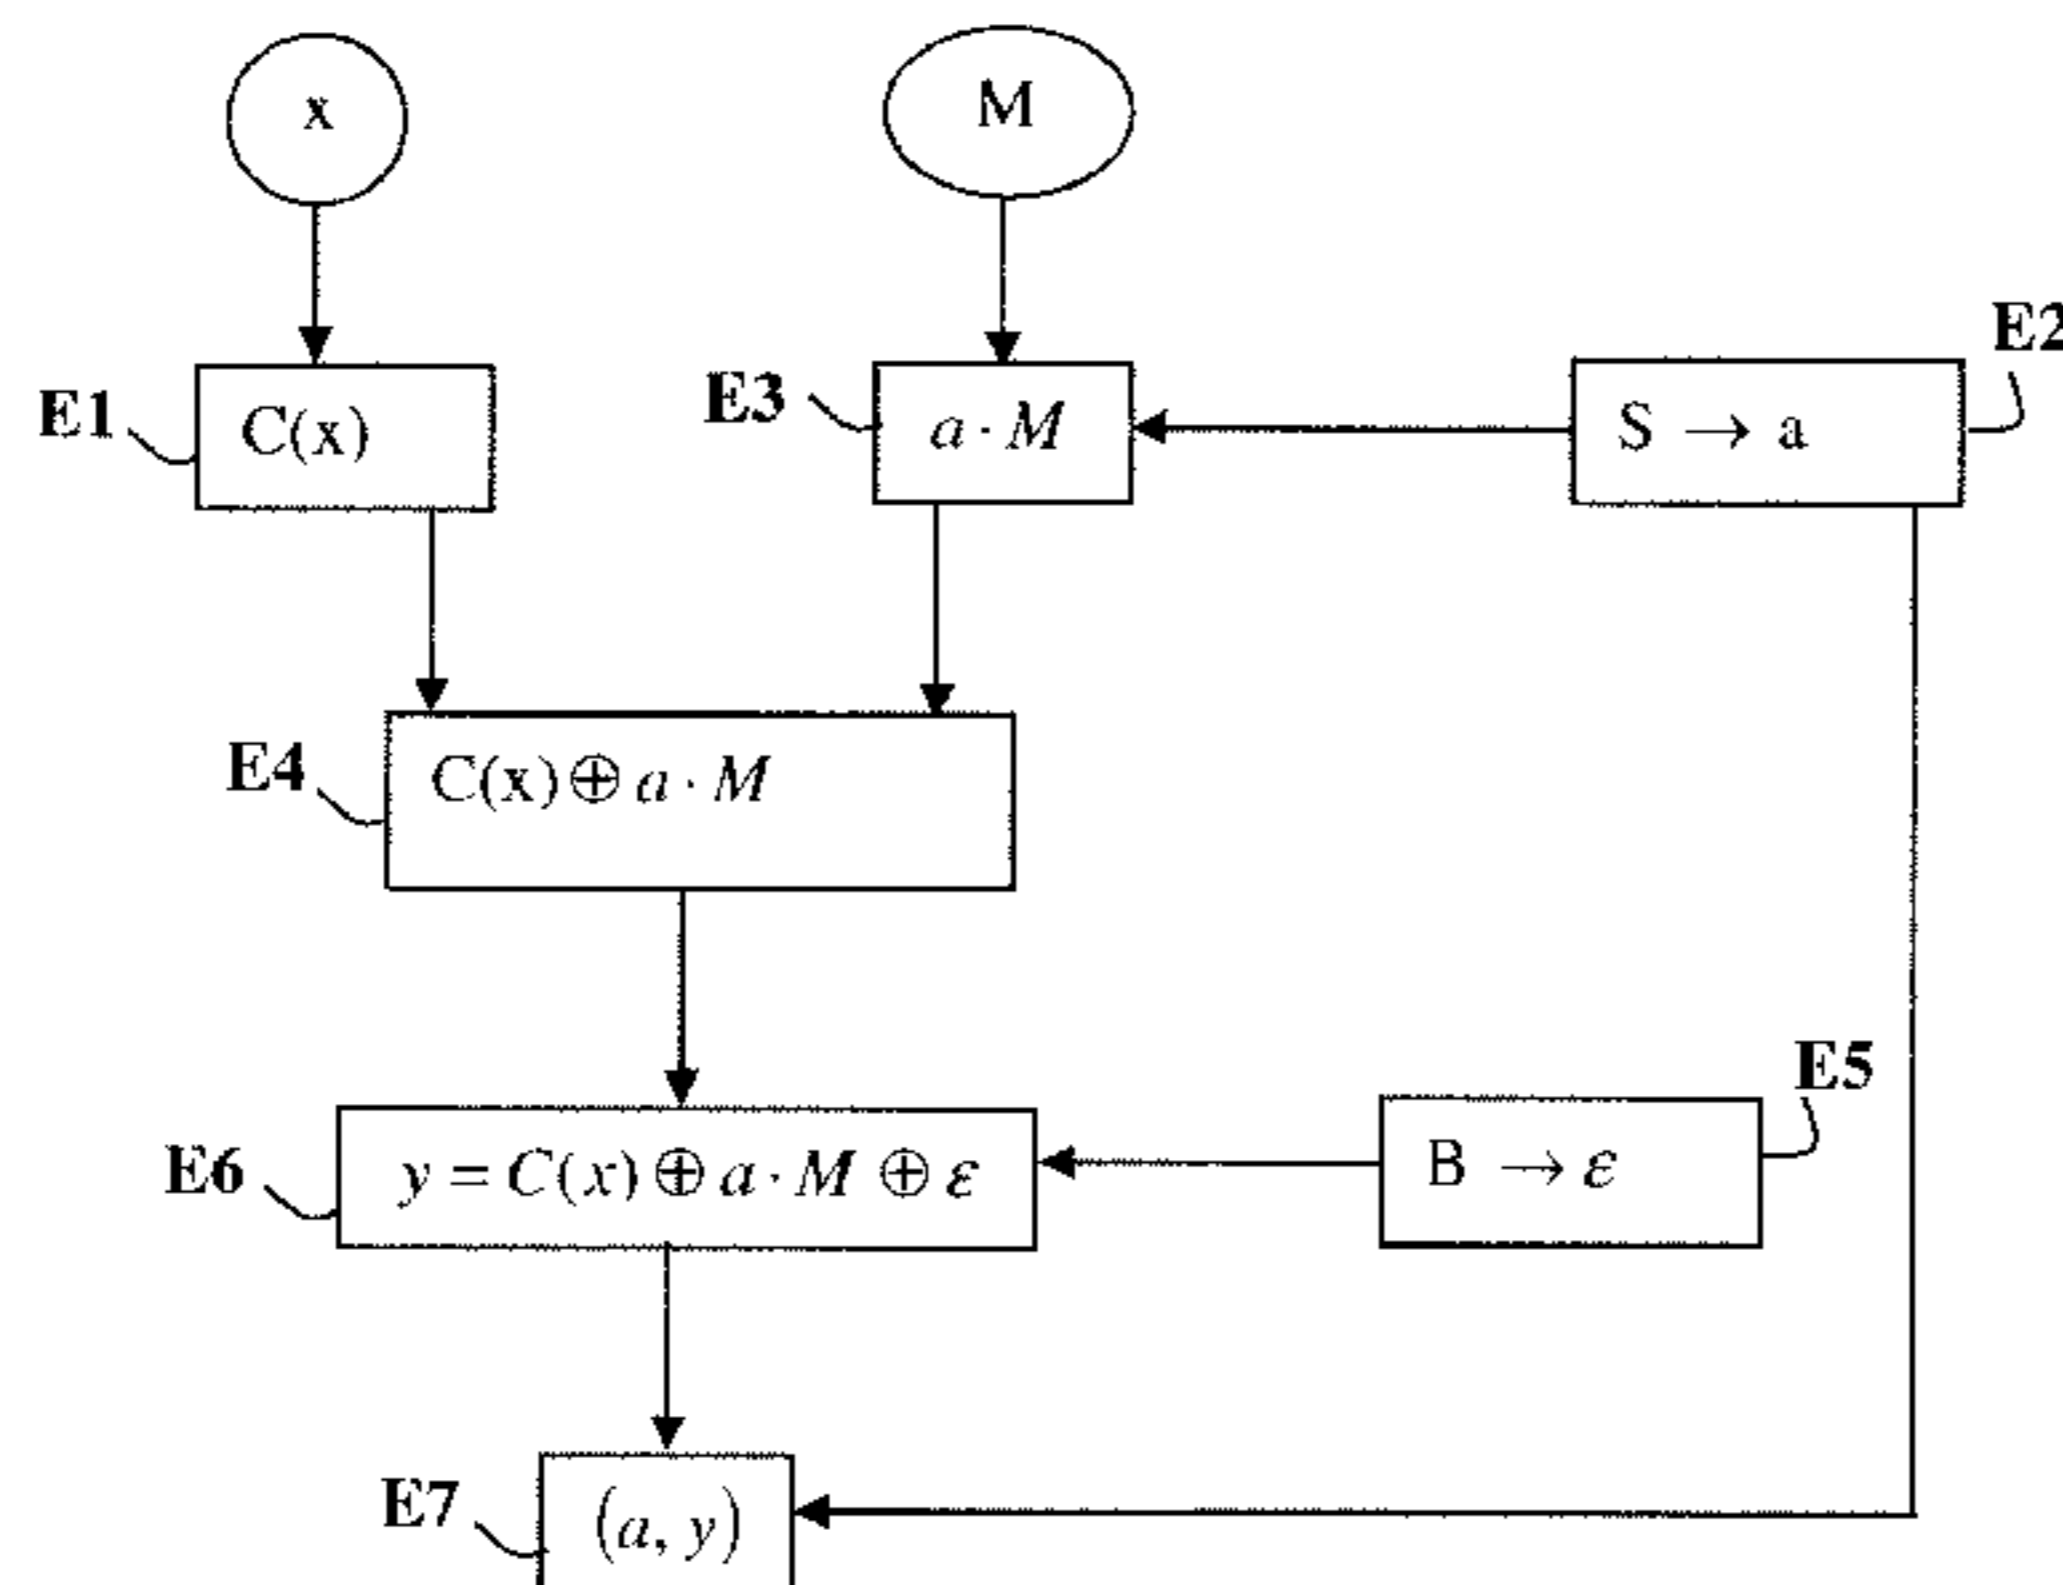 x
M
E2
E1
C(x)
E3
a · M
S → a
E4
C(x) ⊕ a · M
E5
E6
y = C(x) ⊕ a · M ⊕ ε
B → ε
E7
(a, y)